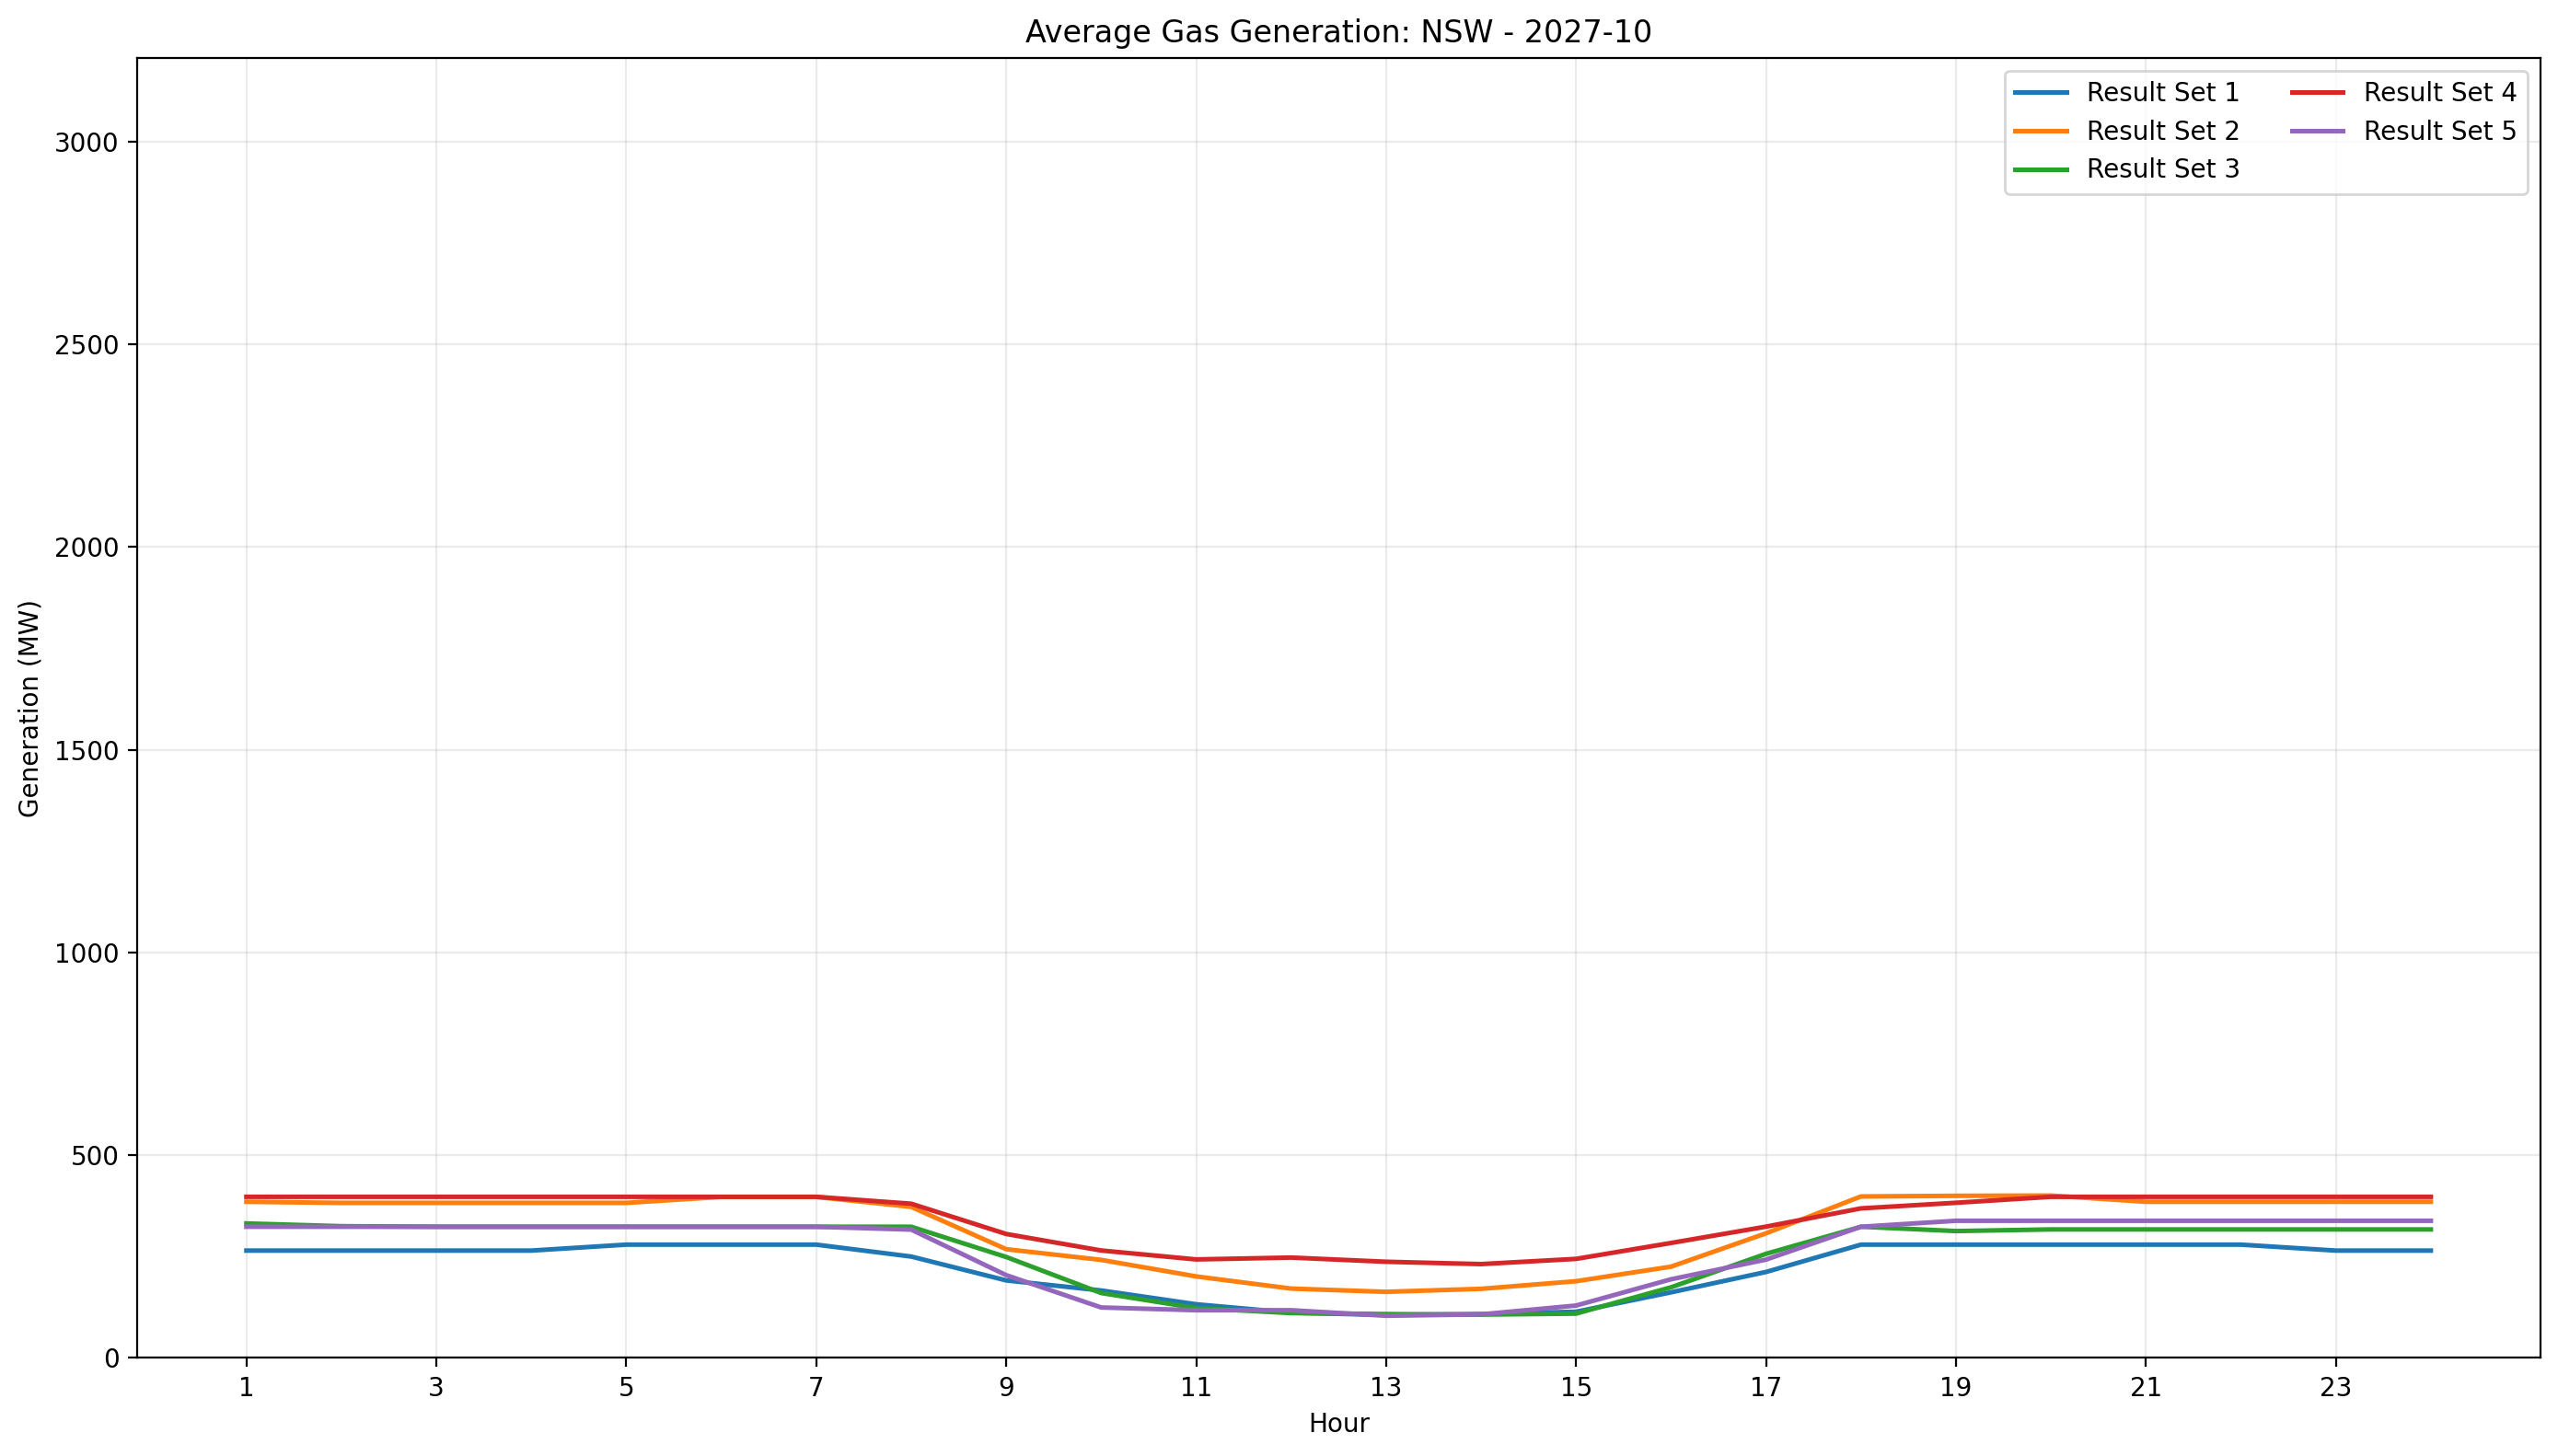 Average Gas Generation: NSW - 2027-10
Result Set 1
Result Set 2
Result Set 3
Result Set 4
Result Set 5
Generation (MW)
3000
2500
2000
1500
1000
500
0
1 3 5 7 9 11 13 15 17 19 21 23
Hour